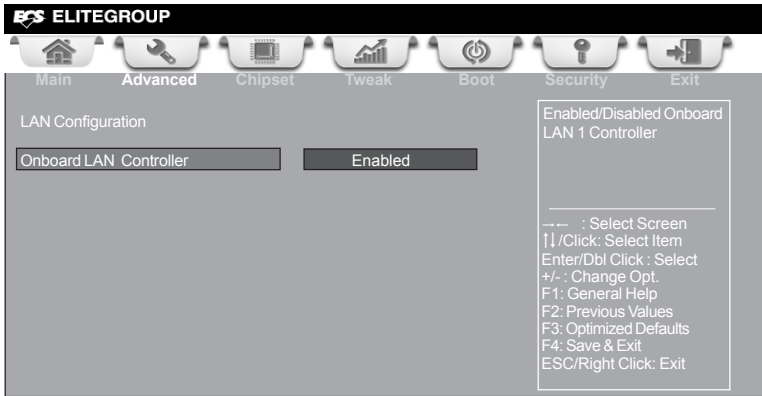 ECS ELITEGROUP
Main Advanced Chipset Tweak Boot Security Exit
LAN Configuration
Onboard LAN Controller Enabled
Enabled/Disabled Onboard
LAN 1 Controller
→← : Select Screen
↑↓/Click: Select Item
Enter/Dbl Click : Select
+/- : Change Opt.
F1: General Help
F2: Previous Values
F3: Optimized Defaults
F4: Save & Exit
ESC/Right Click: Exit